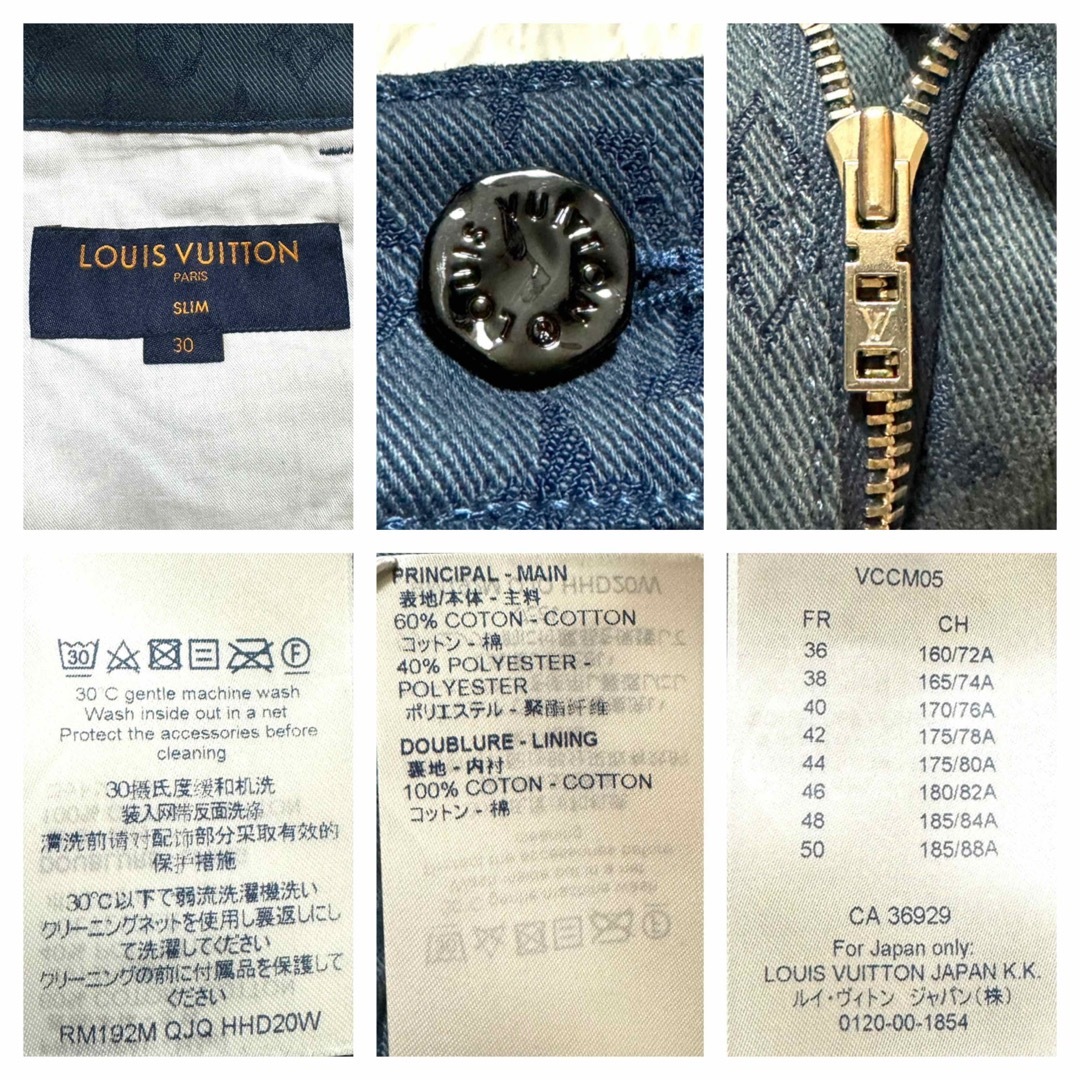 LOUIS VUITTON
PARIS
SLIM
30
LOUIS VUITTON
LV
30
30°C gentle machine wash
Wash inside out in a net
Protect the accessories before
cleaning
30摄氏度缓和机洗
装入网带反面洗涤
清洗前请对配饰部分采取有效的
保护措施
30℃以下で弱流洗濯機洗い
クリーニングネットを使用し裏返しにし
て洗濯してください
クリーニングの前に付属品を保護して
ください
RM192M QJQ HHD20W
PRINCIPAL - MAIN
表地/本体 - 主料
60% COTON - COTTON
コットン - 棉
40% POLYESTER -
POLYESTER
ポリエステル - 聚酯纤维
DOUBLURE - LINING
裏地 - 内衬
100% COTON - COTTON
コットン - 棉
VCCM05
FR CH
36 160/72A
38 165/74A
40 170/76A
42 175/78A
44 175/80A
46 180/82A
48 185/84A
50 185/88A
CA 36929
For Japan only:
LOUIS VUITTON JAPAN K.K.
ルイ・ヴィトン ジャパン(株)
0120-00-1854